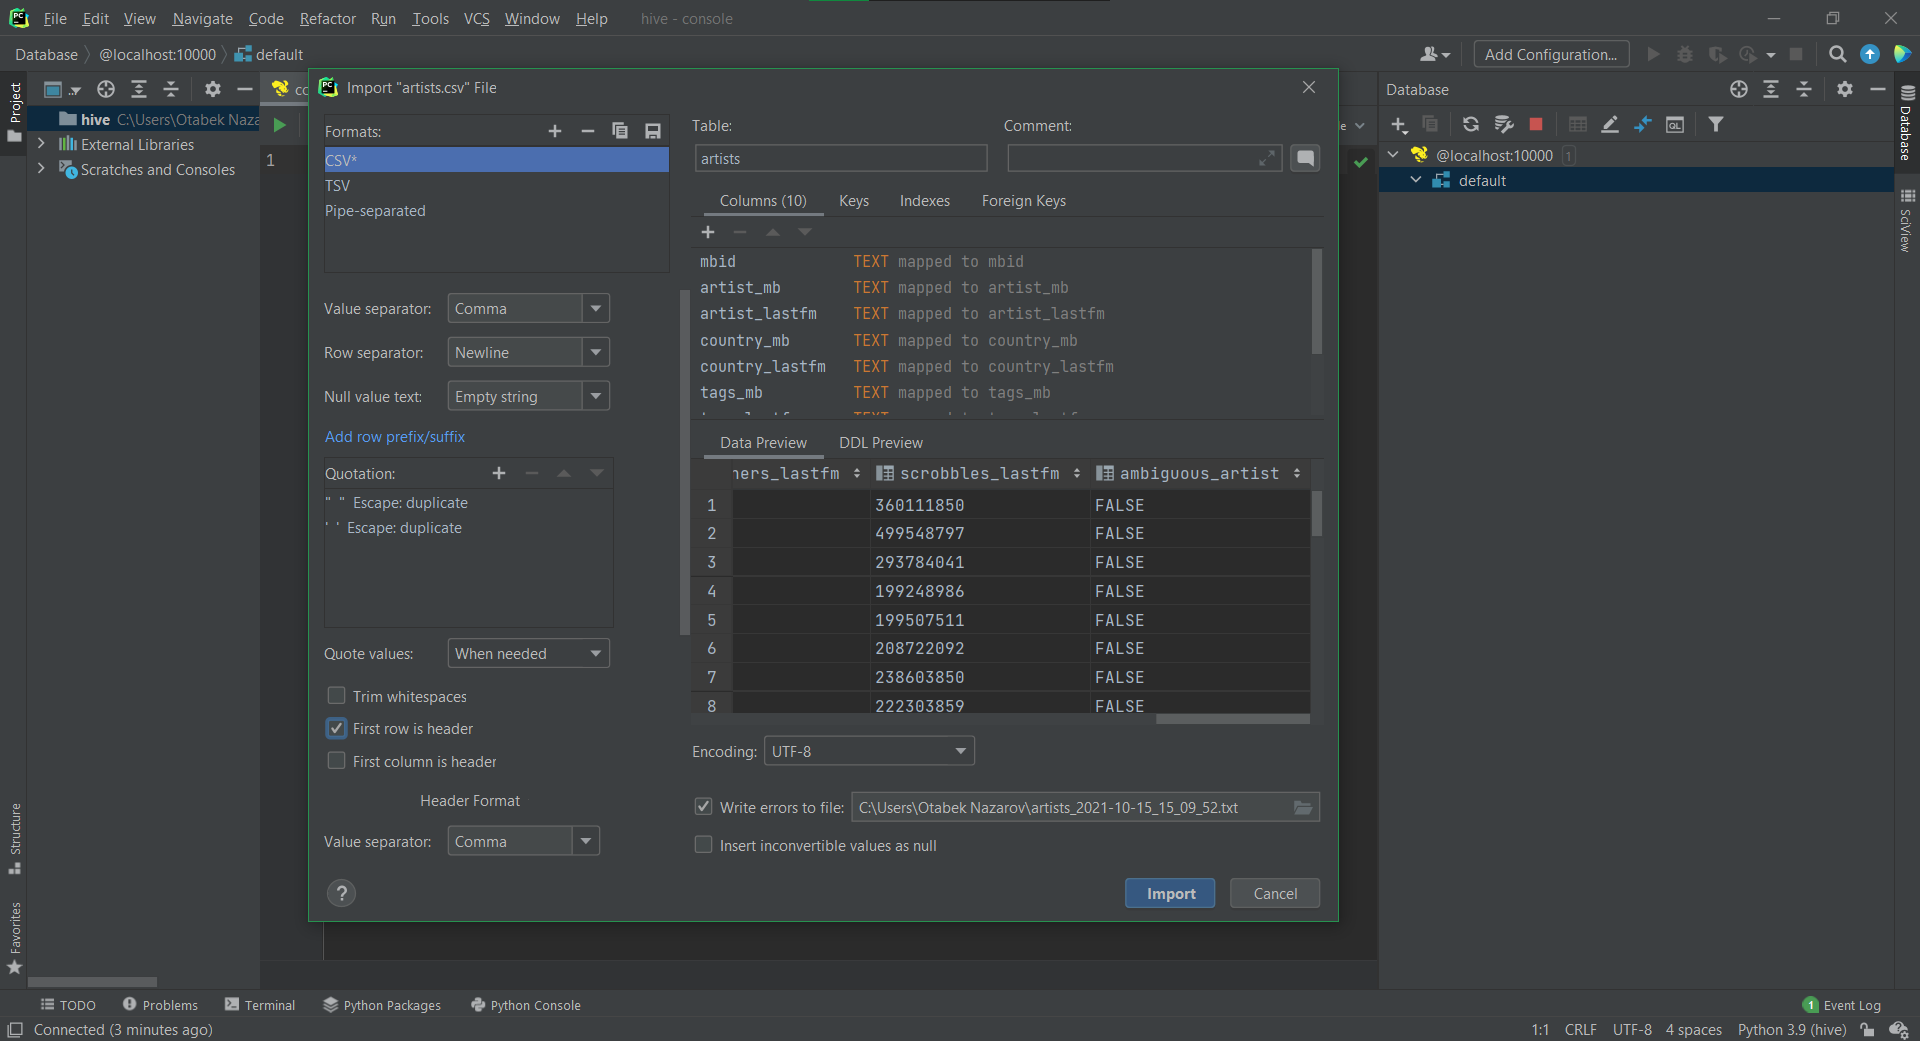 PC File Edit View Navigate Code Refactor Run Tools VCS Window Help hive - console
Database @localhost:10000 default Add Configuration...
Project
hive C:\Users\Otabek Naza
External Libraries
Scratches and Consoles
Structure
Favorites
co
1
PC Import "artists.csv" File
Formats:
CSV*
TSV
Pipe-separated
Value separator: Comma
Row separator: Newline
Null value text: Empty string
Add row prefix/suffix
Quotation:
" " Escape: duplicate
' ' Escape: duplicate
Quote values: When needed
Trim whitespaces
First row is header
First column is header
Header Format
Value separator: Comma
?
Table: Comment:
artists
Columns (10) Keys Indexes Foreign Keys
mbid TEXT mapped to mbid
artist_mb TEXT mapped to artist_mb
artist_lastfm TEXT mapped to artist_lastfm
country_mb TEXT mapped to country_mb
country_lastfm TEXT mapped to country_lastfm
tags_mb TEXT mapped to tags_mb
Data Preview DDL Preview
ners_lastfm scrobbles_lastfm ambiguous_artist
1 360111850 FALSE
2 499548797 FALSE
3 293784041 FALSE
4 199248986 FALSE
5 199507511 FALSE
6 208722092 FALSE
7 238603850 FALSE
8 222303859 FALSE
Encoding: UTF-8
Write errors to file: C:\Users\Otabek Nazarov\artists_2021-10-15_15_09_52.txt
Insert inconvertible values as null
Import Cancel
e
Database
QL
@localhost:10000 1
default
Database
SciView
TODO Problems Terminal Python Packages Python Console 1 Event Log
Connected (3 minutes ago) 1:1 CRLF UTF-8 4 spaces Python 3.9 (hive)